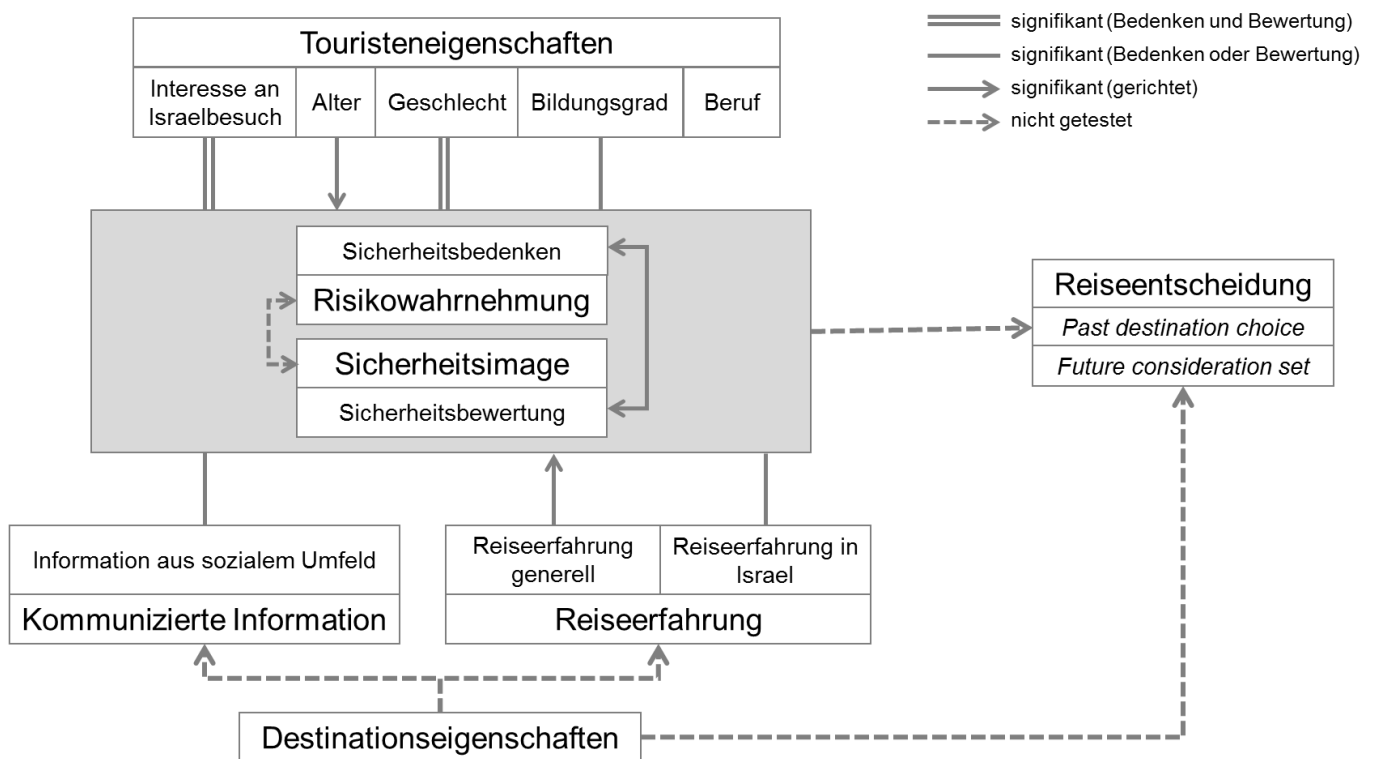 signifikant (Bedenken und Bewertung)
signifikant (Bedenken oder Bewertung)
signifikant (gerichtet)
nicht getestet
Touristeneigenschaften
Interesse an
Israelbesuch
Alter
Geschlecht
Bildungsgrad
Beruf
Sicherheitsbedenken
Risikowahrnehmung
Sicherheitsimage
Sicherheitsbewertung
Reiseentscheidung
Past destination choice
Future consideration set
Information aus sozialem Umfeld
Kommunizierte Information
Reiseerfahrung
generell
Reiseerfahrung in
Israel
Reiseerfahrung
Destinationseigenschaften